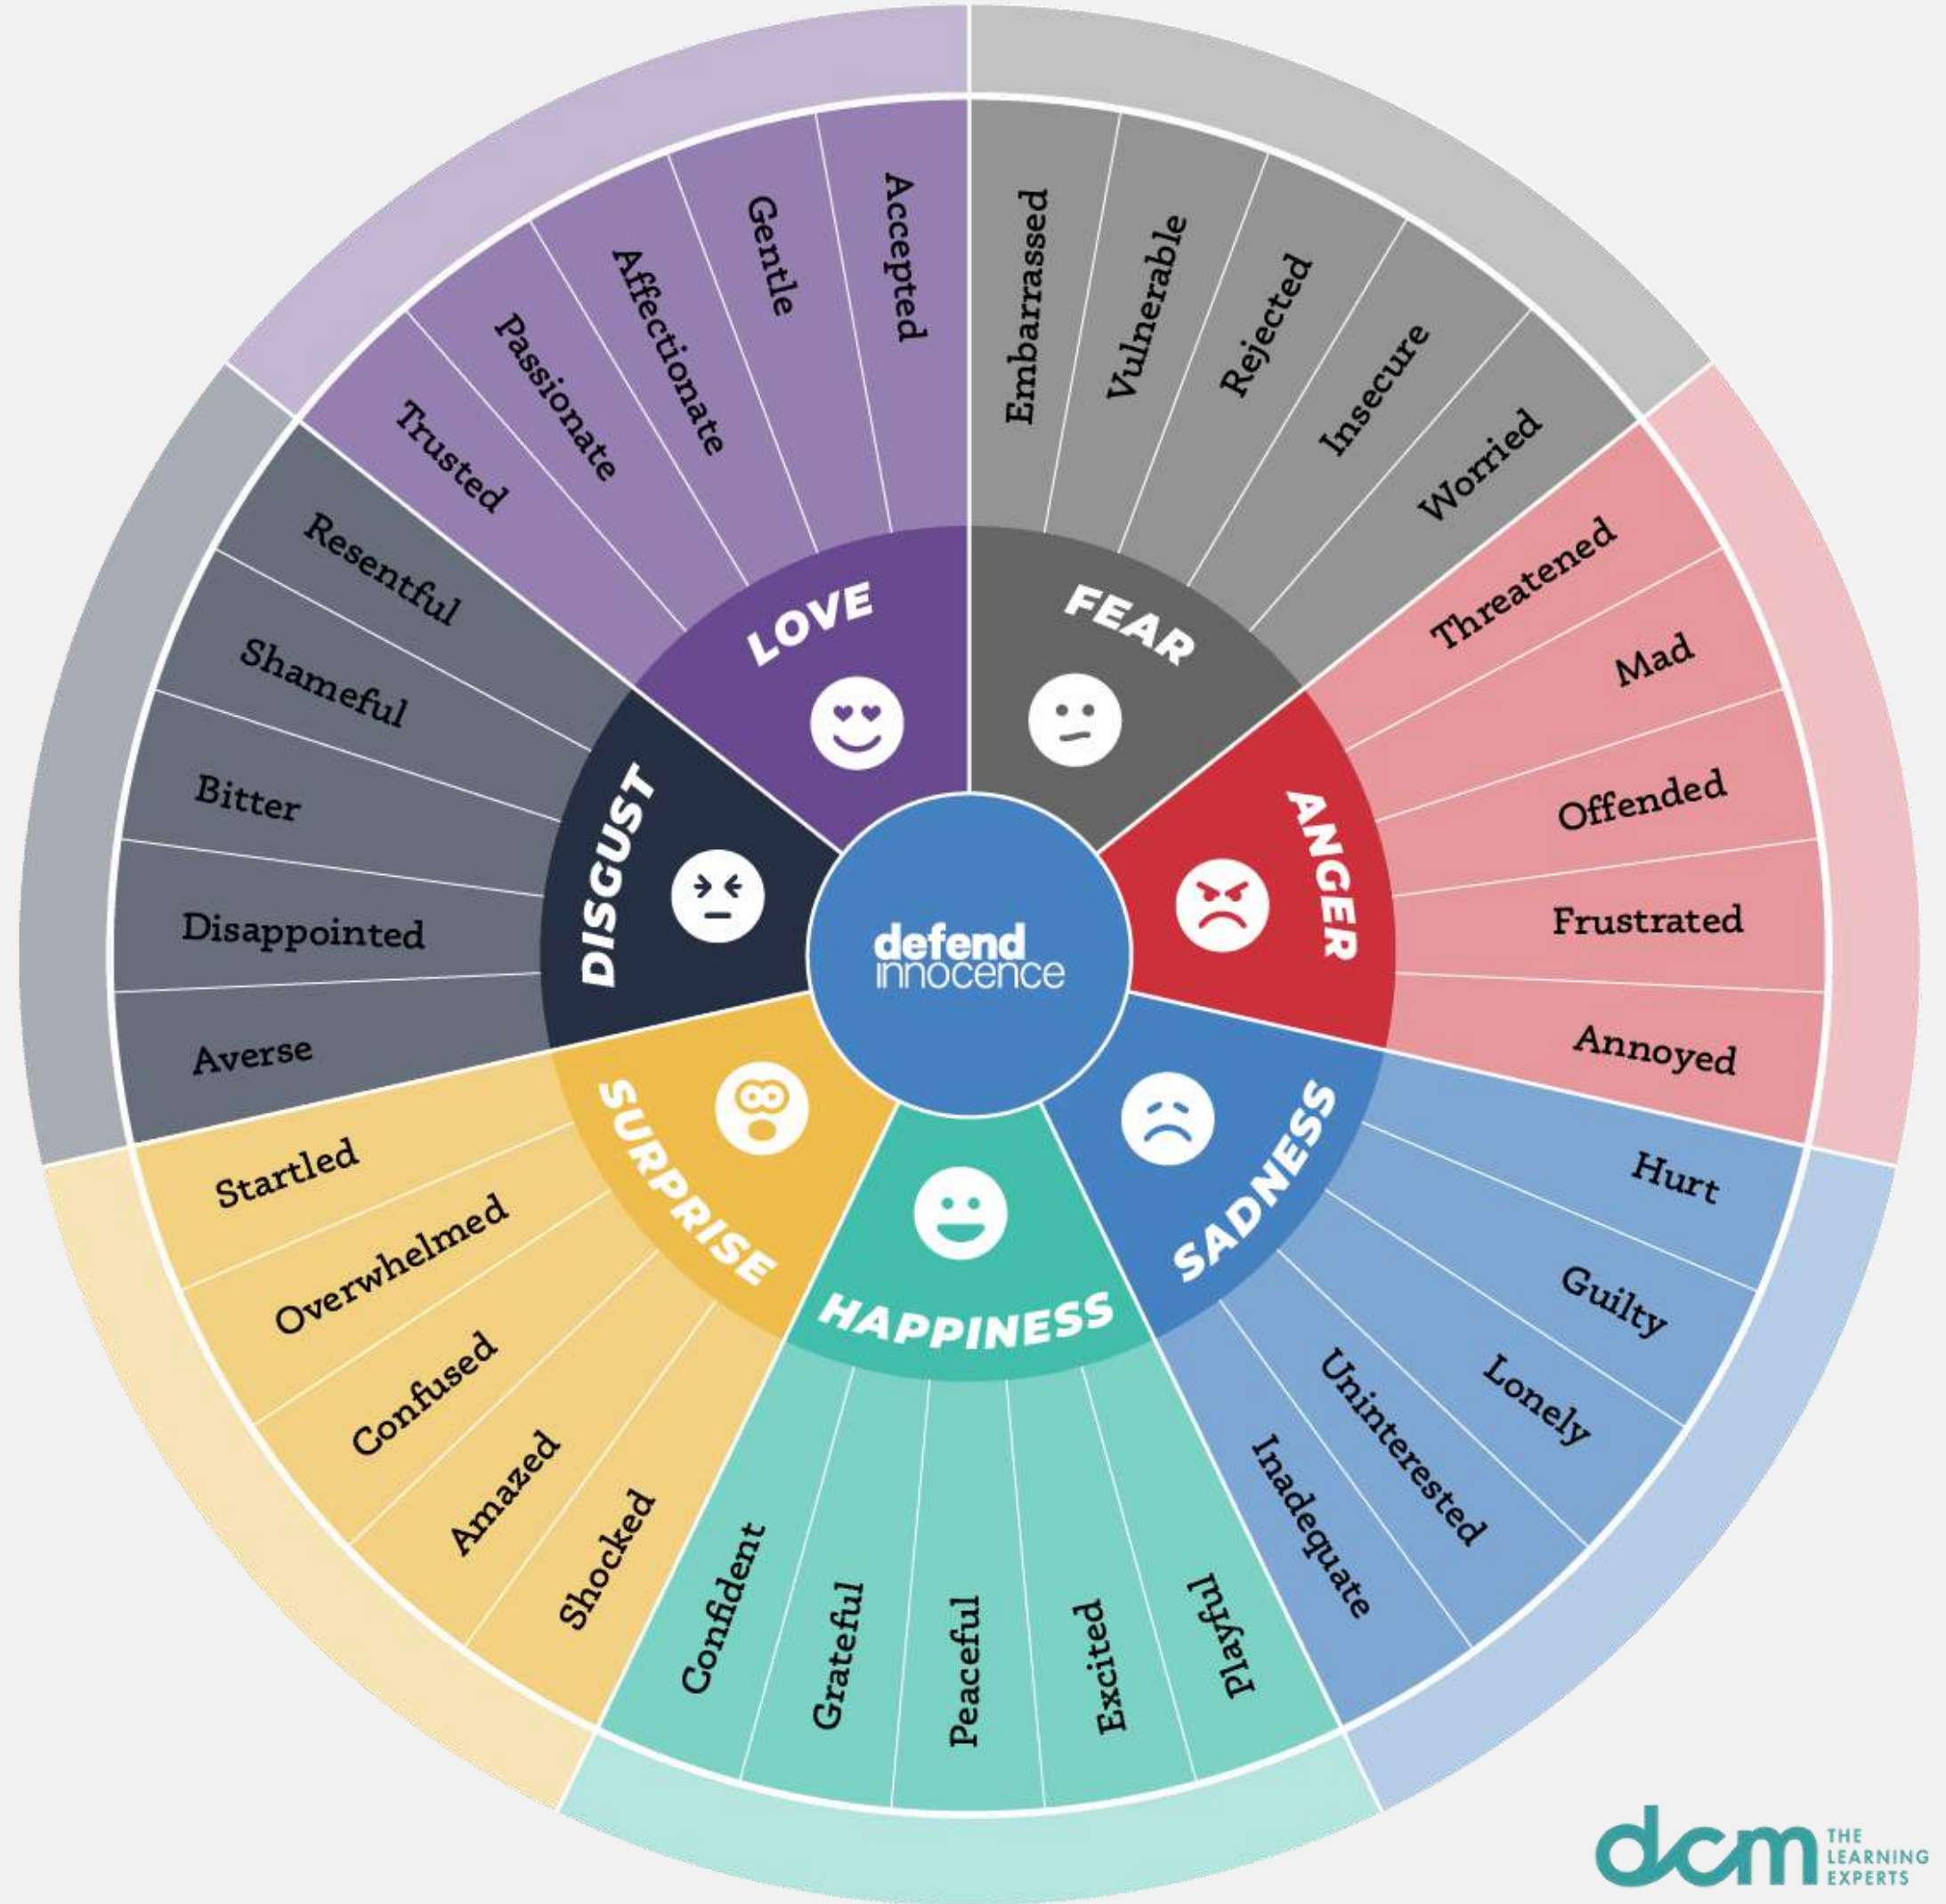 LOVE
Trusted
Passionate
Affectionate
Gentle
Accepted
FEAR
Embarrassed
Vulnerable
Rejected
Insecure
Worried
ANGER
Threatened
Mad
Offended
Frustrated
Annoyed
SADNESS
Hurt
Guilty
Lonely
Uninterested
Inadequate
HAPPINESS
Playful
Excited
Peaceful
Grateful
Confident
SURPRISE
Shocked
Amazed
Confused
Overwhelmed
Startled
DISGUST
Averse
Disappointed
Bitter
Shameful
Resentful
defend
innocence
dcm
THE
LEARNING
EXPERTS